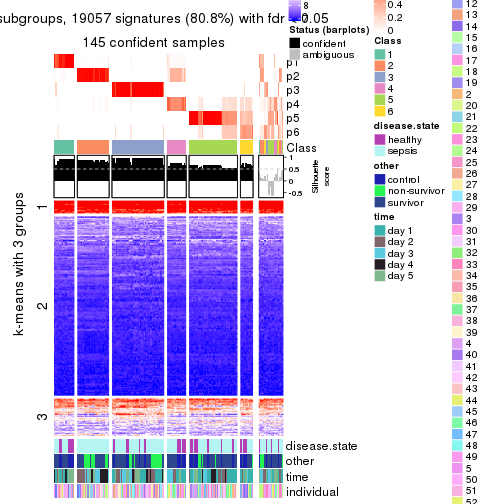 subgroups, 19057 signatures (80.8%) with fdr < 0.05
145 confident samples
p1
p2
p3
p4
p5
p6
Class
1
0.5
0
-0.5
Silhouette
score
k-means with 3 groups
1
2
3
disease.state
other
time
individual
8
0
Status (barplots)
confident
ambiguous
0.4
0.2
0
Class
1
2
3
4
5
6
disease.state
healthy
sepsis
other
control
non-survivor
survivor
time
day 1
day 2
day 3
day 4
day 5
12
13
14
15
16
17
18
19
2
20
21
22
23
24
25
26
27
28
29
3
30
31
32
33
34
35
36
37
38
39
4
40
41
42
43
44
45
46
47
48
49
5
50
51
52